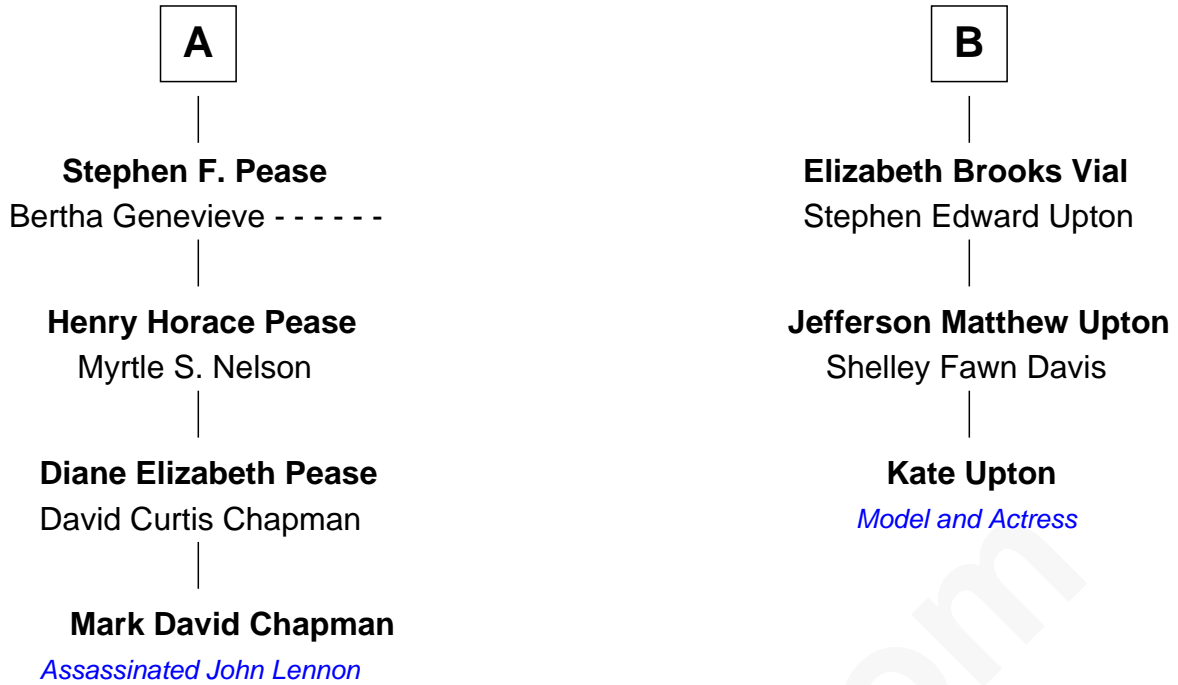 A
Stephen F. Pease
Bertha Genevieve - - - - - -
Henry Horace Pease
Myrtle S. Nelson
Diane Elizabeth Pease
David Curtis Chapman
Mark David Chapman
Assassinated John Lennon
B
Elizabeth Brooks Vial
Stephen Edward Upton
Jefferson Matthew Upton
Shelley Fawn Davis
Kate Upton
Model and Actress
om